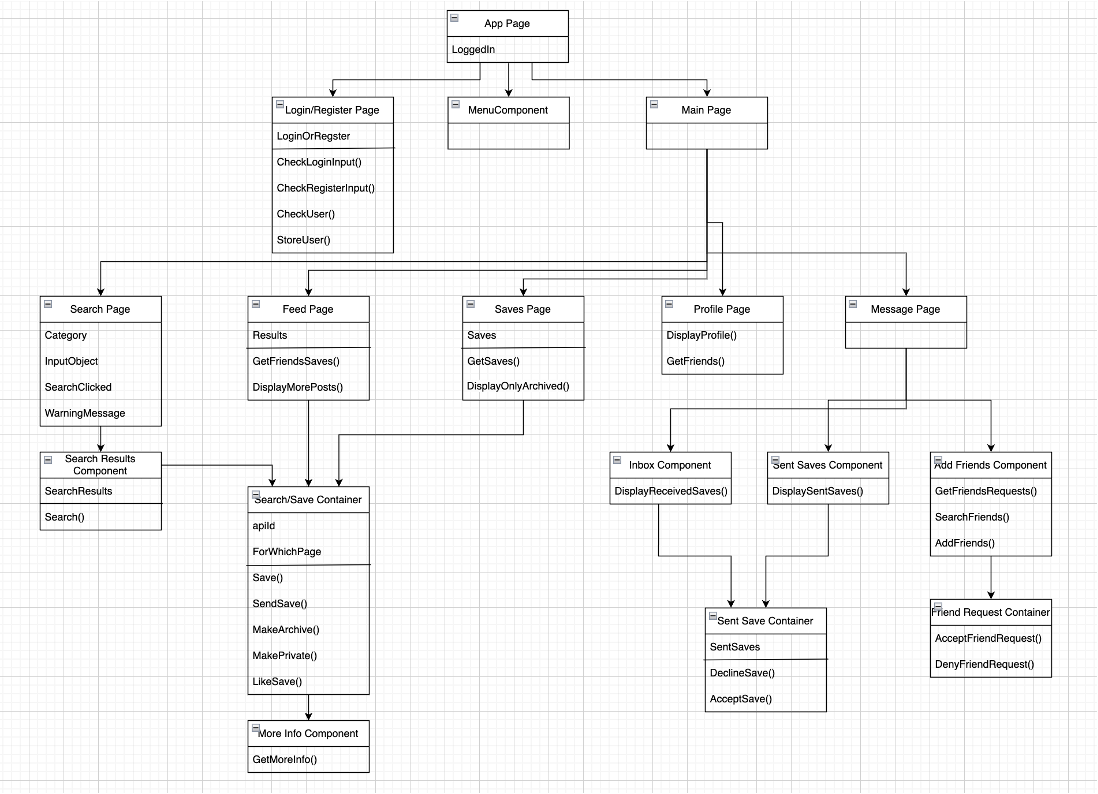 App Page
LoggedIn
Login/Register Page
LoginOrRegster
CheckLoginInput()
CheckRegisterInput()
CheckUser()
StoreUser()
MenuComponent
Main Page
Search Page
Category
InputObject
SearchClicked
WarningMessage
Feed Page
Results
GetFriendsSaves()
DisplayMorePosts()
Saves Page
Saves
GetSaves()
DisplayOnlyArchived()
Profile Page
DisplayProfile()
GetFriends()
Message Page
Search Results
Component
SearchResults
Search()
Search/Save Container
apiId
ForWhichPage
Save()
SendSave()
MakeArchive()
MakePrivate()
LikeSave()
More Info Component
GetMoreInfo()
Inbox Component
DisplayReceivedSaves()
Sent Saves Component
DisplaySentSaves()
Add Friends Component
GetFriendsRequests()
SearchFriends()
AddFriends()
Sent Save Container
SentSaves
DeclineSave()
AcceptSave()
Friend Request Container
AcceptFriendRequest()
DenyFriendRequest()